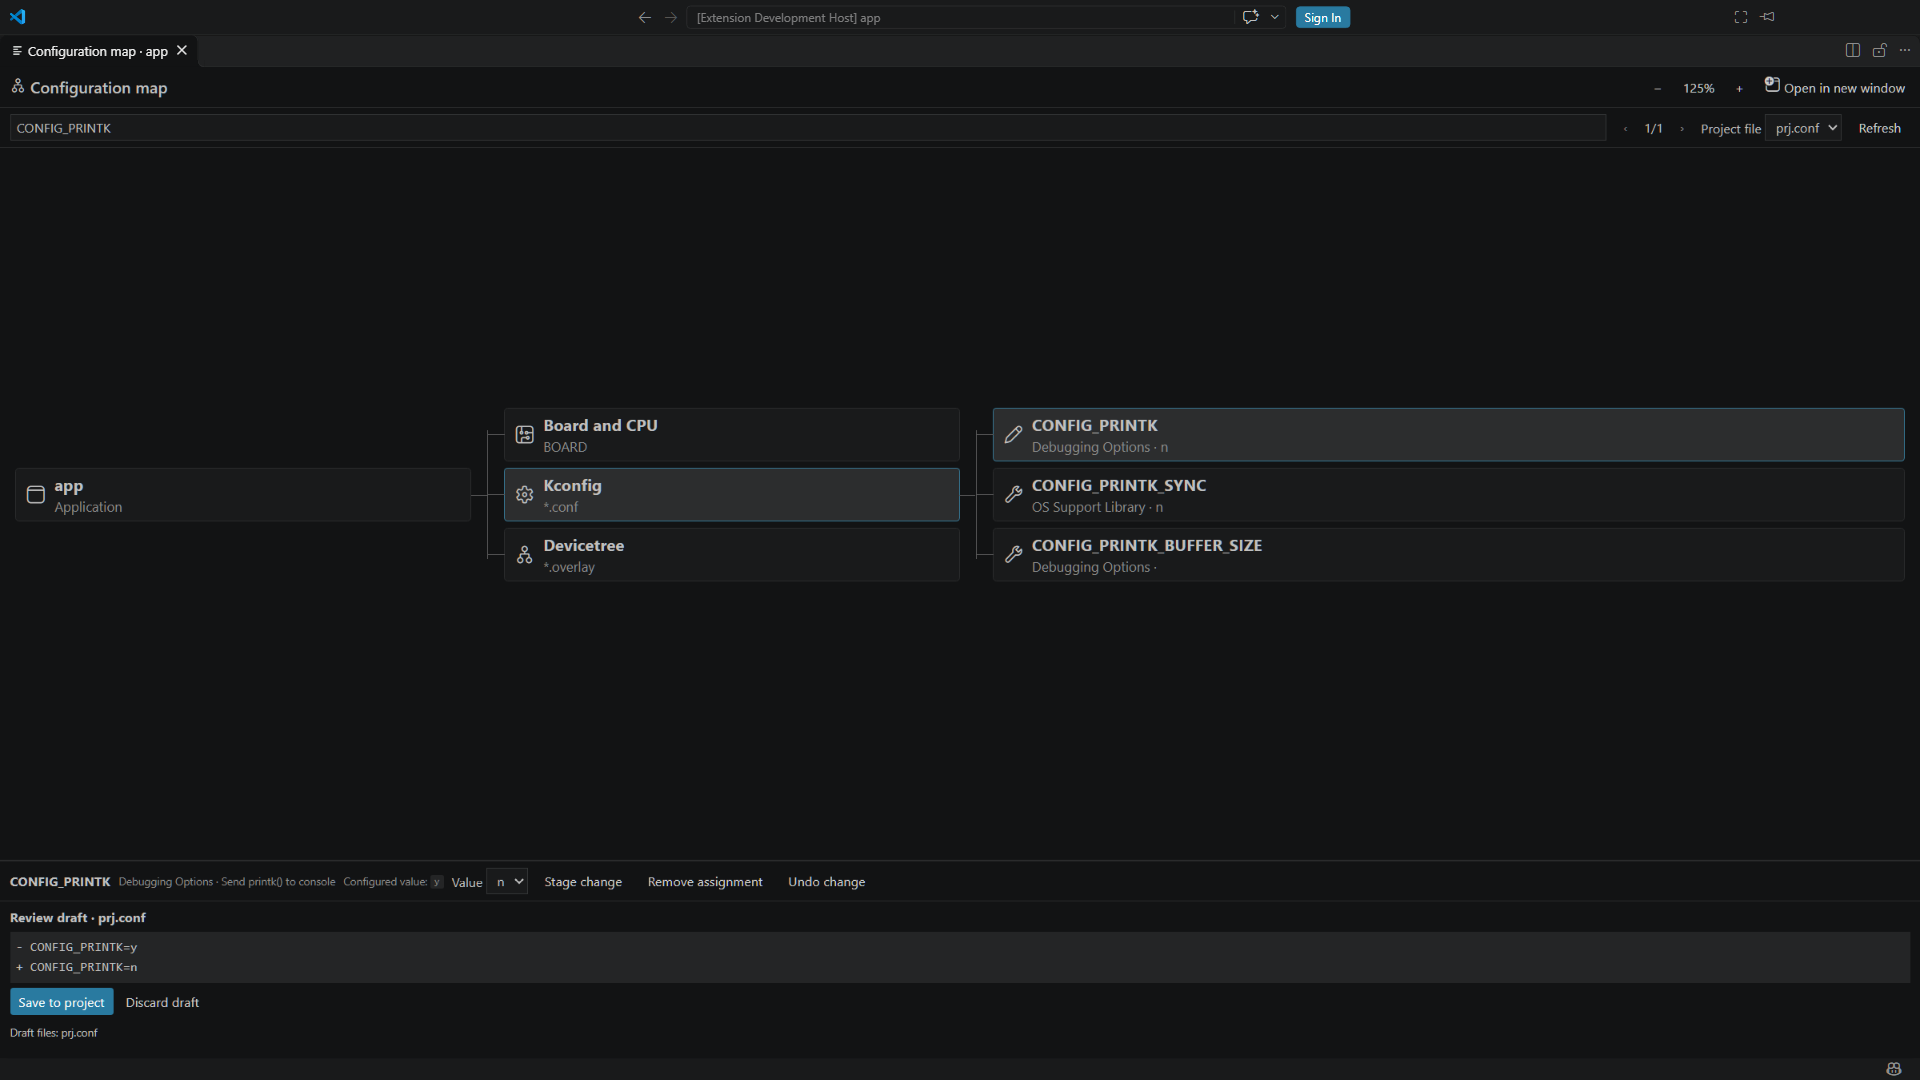 [Extension Development Host] app
Sign In
Configuration map · app
Configuration map
− 125% + Open in new window
CONFIG_PRINTK
‹ 1/1 › Project file prj.conf Refresh
app
Application
Board and CPU
BOARD
Kconfig
*.conf
Devicetree
*.overlay
CONFIG_PRINTK
Debugging Options · n
CONFIG_PRINTK_SYNC
OS Support Library · n
CONFIG_PRINTK_BUFFER_SIZE
Debugging Options ·
CONFIG_PRINTK Debugging Options · Send printk() to console Configured value: y Value n Stage change Remove assignment Undo change
Review draft · prj.conf
- CONFIG_PRINTK=y
+ CONFIG_PRINTK=n
Save to project Discard draft
Draft files: prj.conf